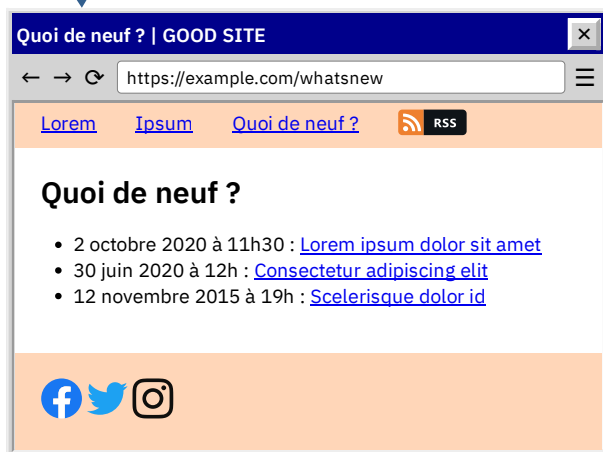 Quoi de neuf ? | GOOD SITE
https://example.com/whatsnew
Lorem Ipsum Quoi de neuf ? RSS
Quoi de neuf ?
• 2 octobre 2020 à 11h30 : Lorem ipsum dolor sit amet
• 30 juin 2020 à 12h : Consectetur adipiscing elit
• 12 novembre 2015 à 19h : Scelerisque dolor id